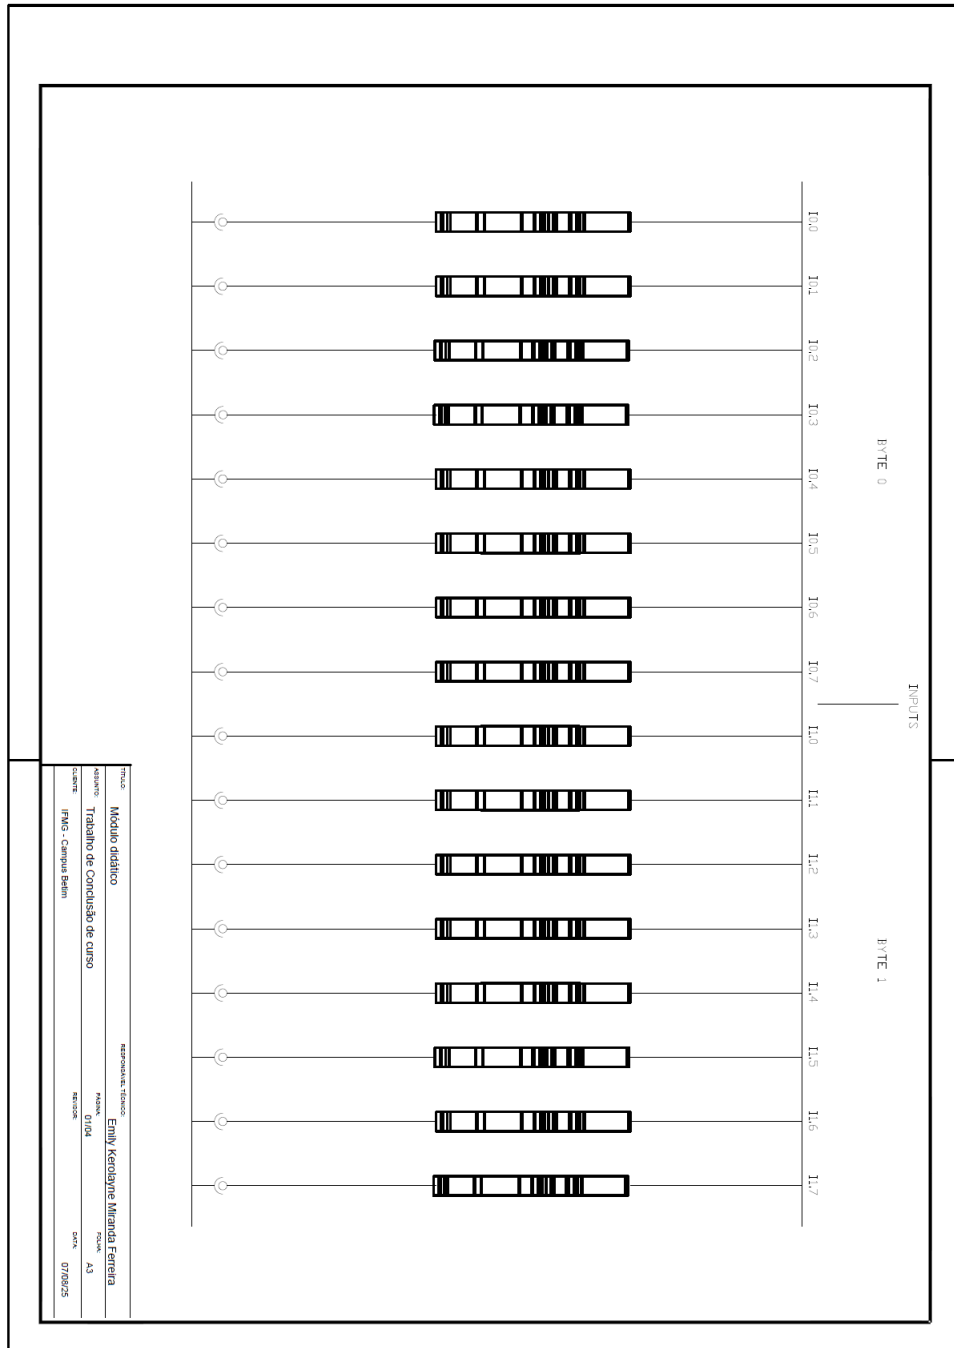 INPUTS
BYTE 0
BYTE 1
I0.0
I0.1
I0.2
I0.3
I0.4
I0.5
I0.6
I0.7
I1.0
I1.1
I1.2
I1.3
I1.4
I1.5
I1.6
I1.7
TÍTULO: Módulo didático
RESPONSÁVEL TÉCNICO: Emily Kerolayne Miranda Ferreira
ASSUNTO: Trabalho de Conclusão de curso
PÁGINA: 01/04
FOLHA: A3
CLIENTE: IFMG - Campus Betim
REVISOR:
DATA: 07/08/25